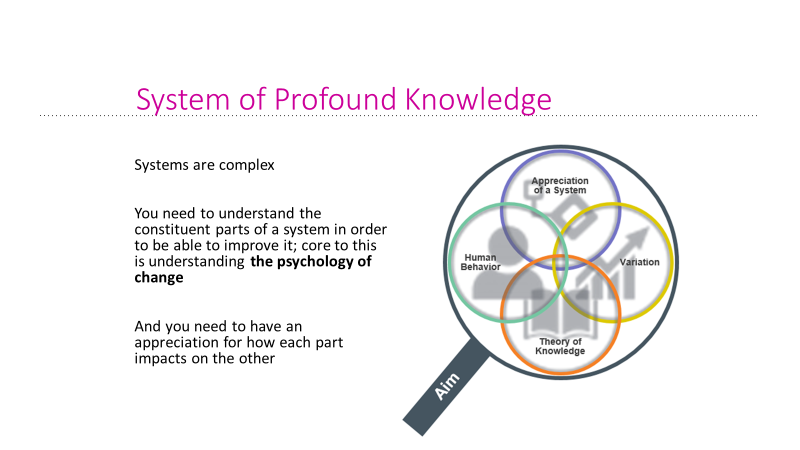 System of Profound Knowledge
Systems are complex
You need to understand the
constituent parts of a system in order
to be able to improve it; core to this
is understanding the psychology of
change
And you need to have an
appreciation for how each part
impacts on the other
Appreciation
of a System
Human
Behavior
Variation
Theory of
Knowledge
Aim